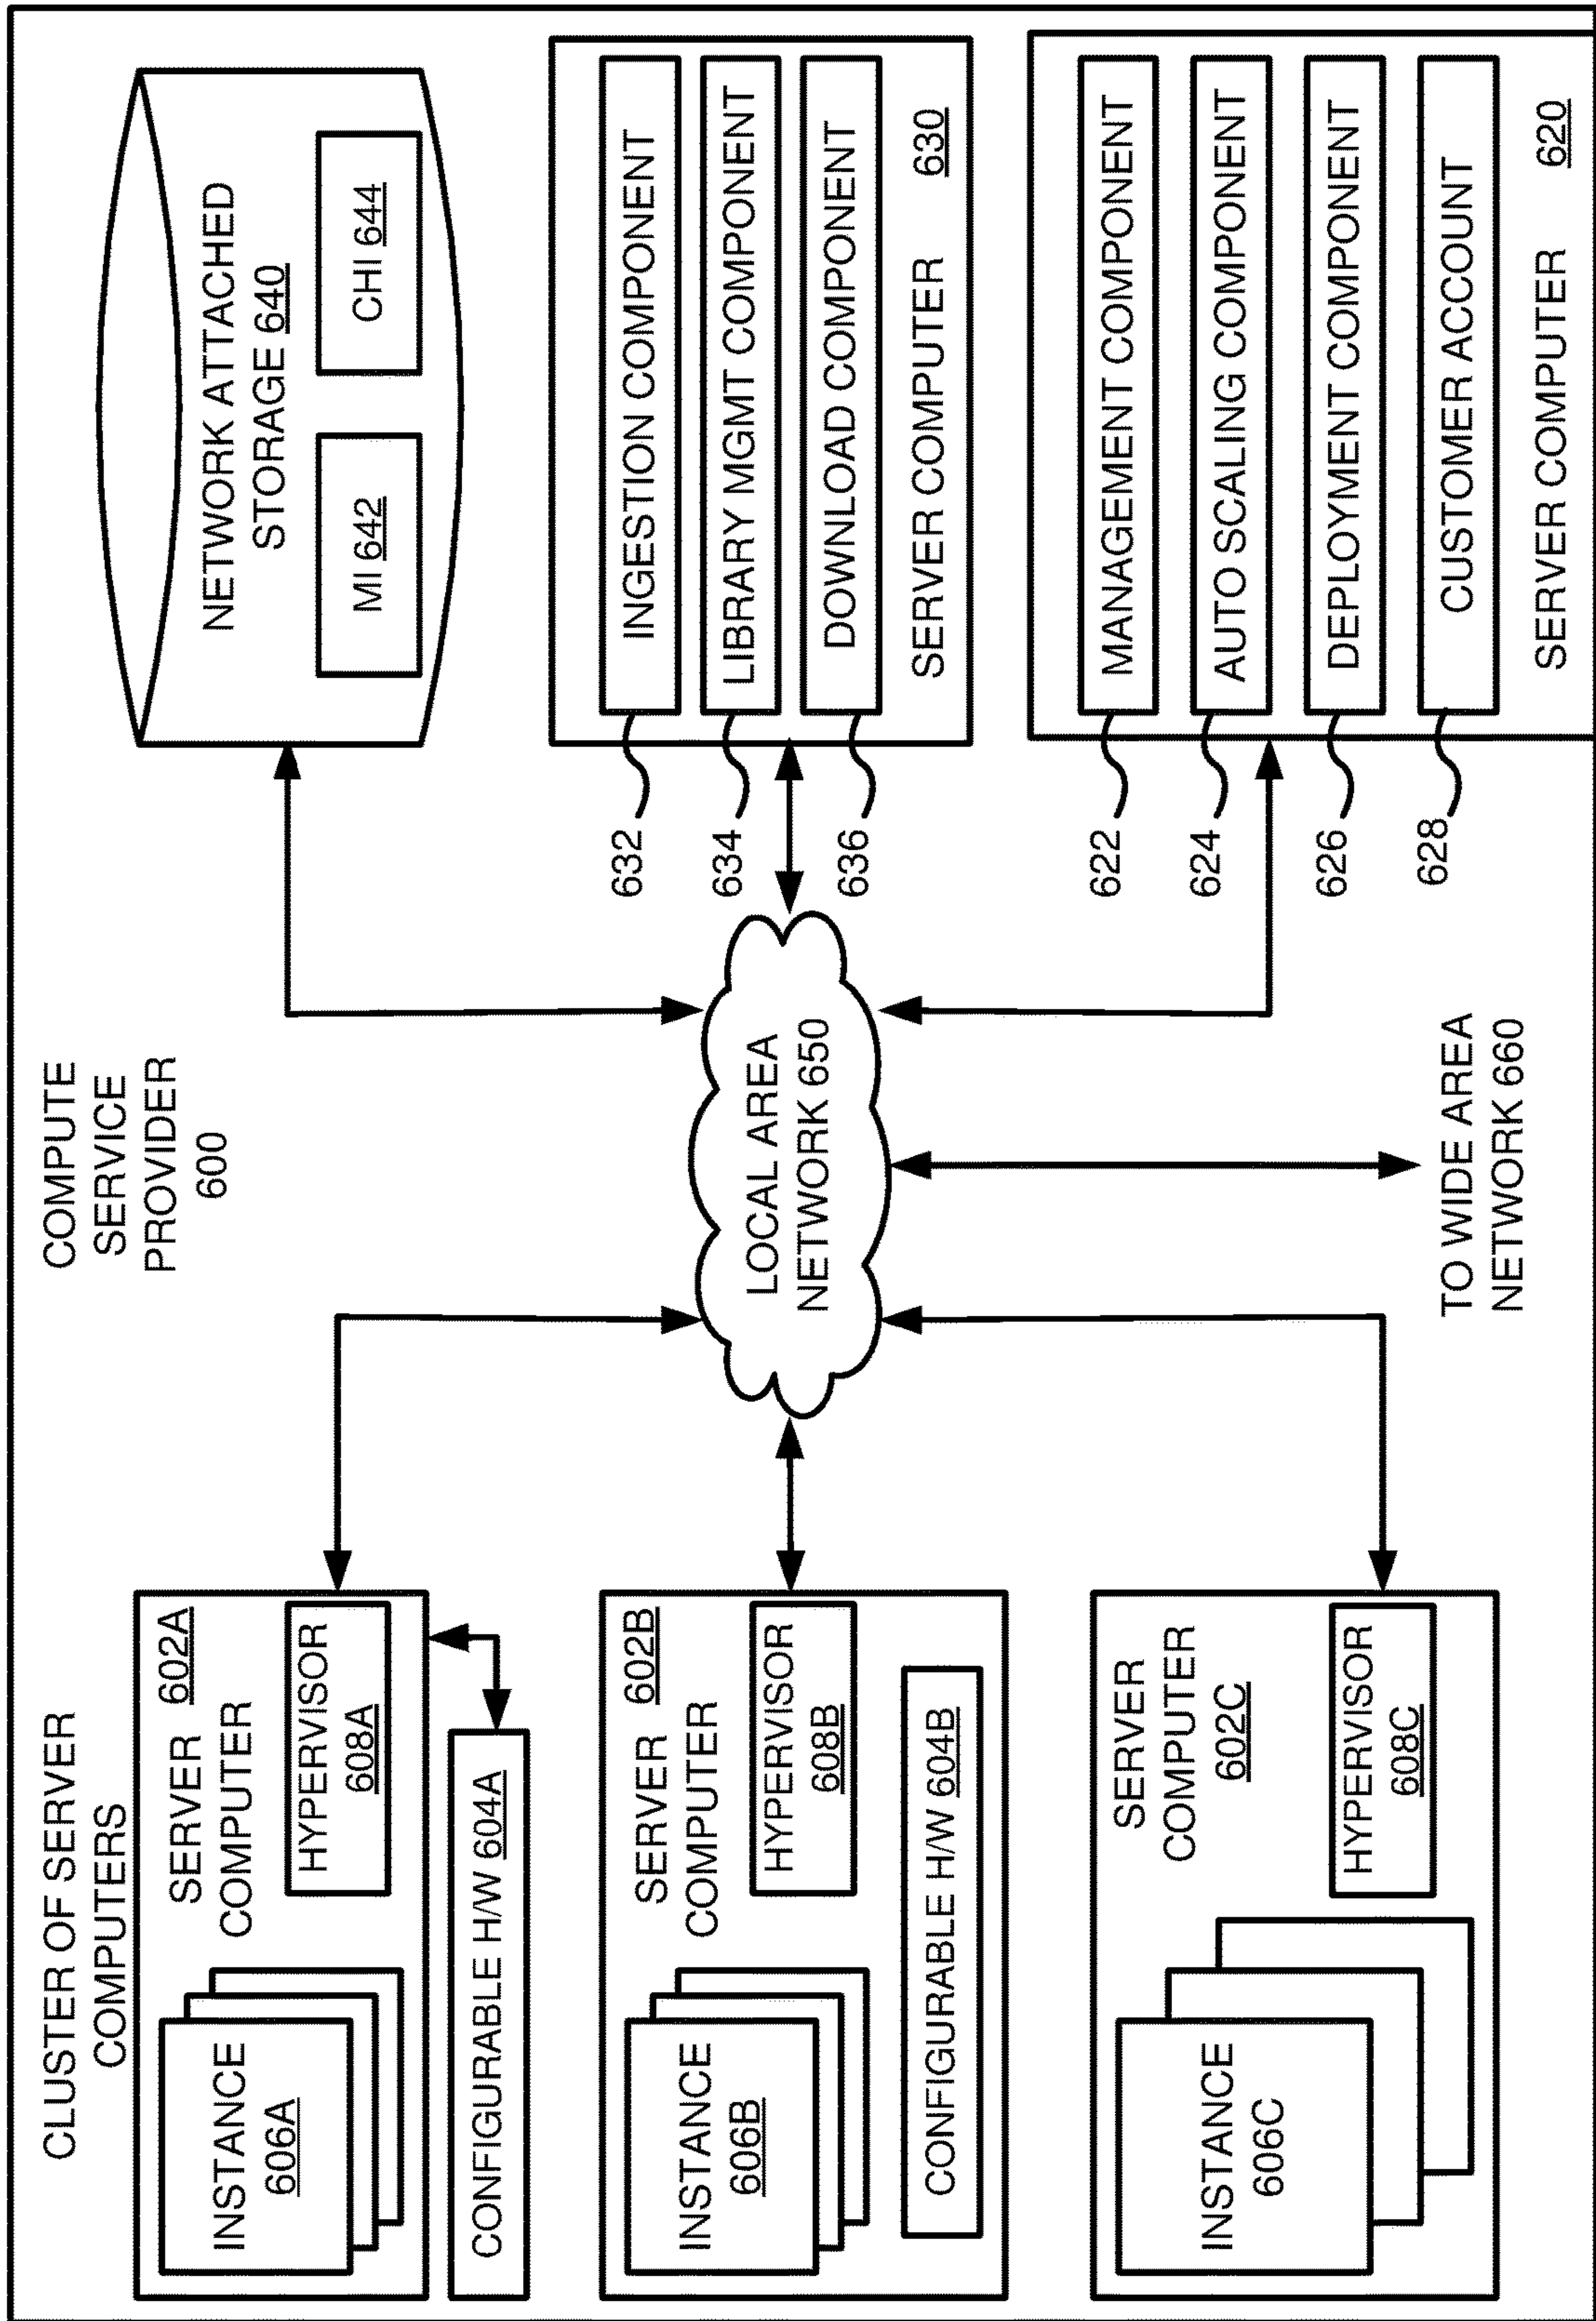 COMPUTE
SERVICE
PROVIDER
600
CLUSTER OF SERVER
COMPUTERS
SERVER 602A
COMPUTER
INSTANCE
606A
HYPERVISOR
608A
CONFIGURABLE H/W 604A
SERVER 602B
COMPUTER
INSTANCE
606B
HYPERVISOR
608B
CONFIGURABLE H/W 604B
SERVER
COMPUTER
602C
INSTANCE
606C
HYPERVISOR
608C
LOCAL AREA
NETWORK 650
TO WIDE AREA
NETWORK 660
NETWORK ATTACHED
STORAGE 640
MI 642
CHI 644
632
INGESTION COMPONENT
634
LIBRARY MGMT COMPONENT
636
DOWNLOAD COMPONENT
SERVER COMPUTER 630
622
MANAGEMENT COMPONENT
624
AUTO SCALING COMPONENT
626
DEPLOYMENT COMPONENT
628
CUSTOMER ACCOUNT
SERVER COMPUTER 620